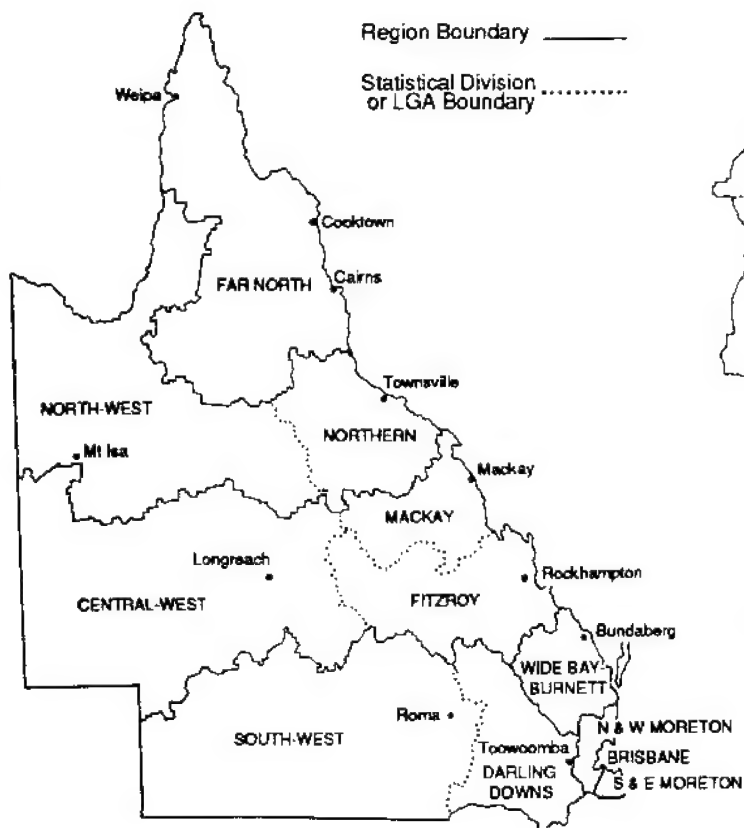 Region Boundary
Statistical Division
or LGA Boundary
Weipa
Cooktown
Cairns
FAR NORTH
Townsville
NORTH-WEST
NORTHERN
Mt Isa
Mackay
MACKAY
Longreach
Rockhampton
CENTRAL-WEST
FITZROY
Bundaberg
WIDE BAY-
BURNETT
Roma
N & W MORETON
SOUTH-WEST
Toowoomba
BRISBANE
DARLING
DOWNS
S & E MORETON